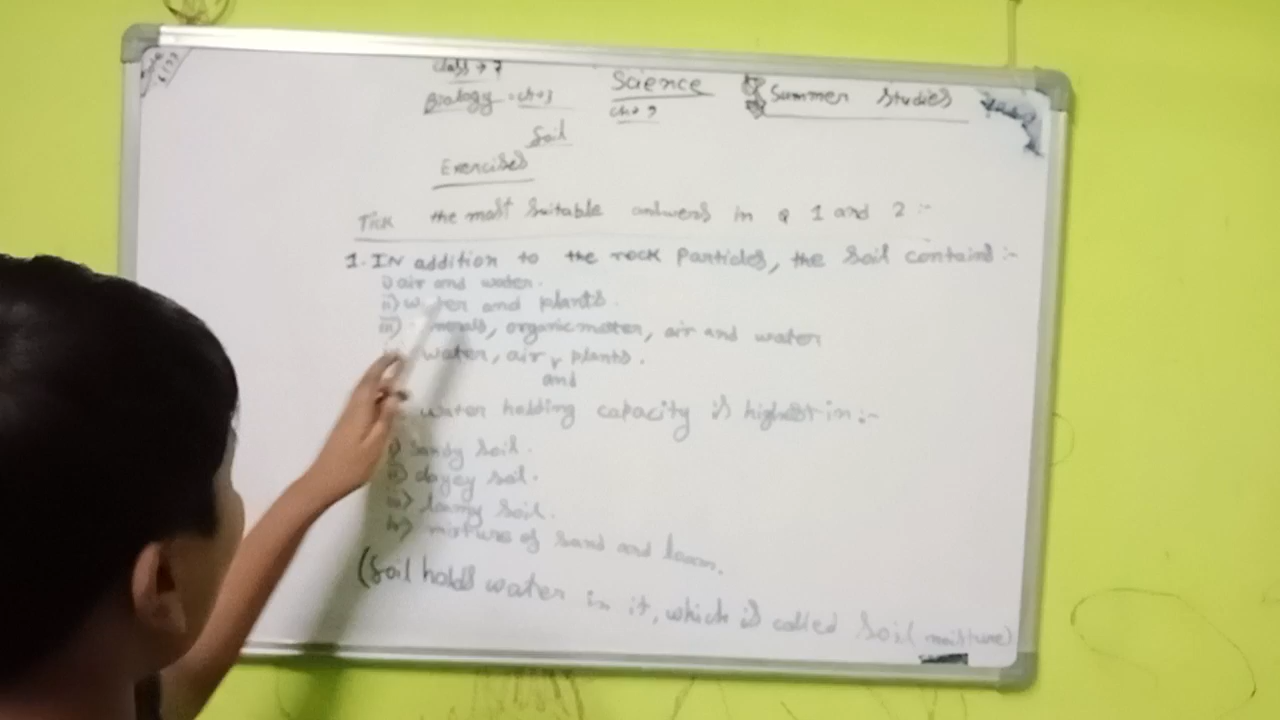 Class → 7
Science
Summer Studies
Biology - ch-3
Ch → 9
Soil
Exercises
Tick the most suitable answers in Q 1 and 2 :-
1. IN addition to the rock Particles, the soil contains :-
i) air and water.
ii) water and plants.
iii) minerals, organic matter, air and water
water, air, plants.
and
water holding capacity is highest in :-
i) sandy soil.
ii) clayey soil.
iii) loamy soil.
iv) mixture of sand and loam.
(Soil holds water in it, which is called soil moisture)